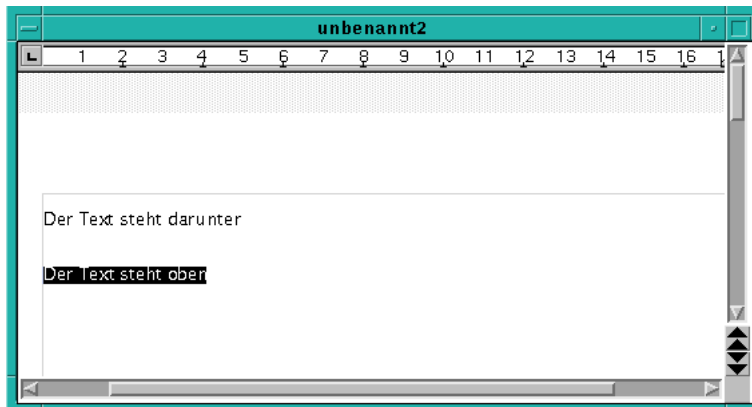 unbenannt2
1 2 3 4 5 6 7 8 9 10 11 12 13 14 15 16
Der Text steht darunter
Der Text steht oben